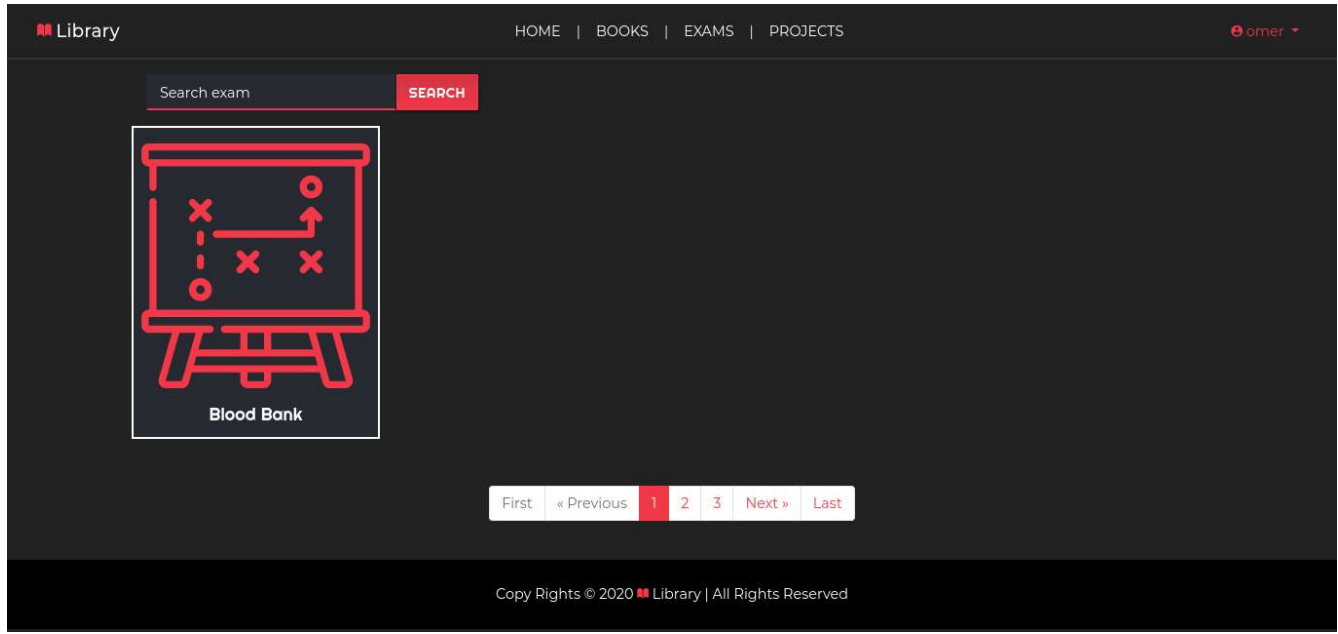 Library HOME | BOOKS | EXAMS | PROJECTS omer
Search exam SEARCH
Blood Bank
First « Previous 1 2 3 Next » Last
Copy Rights © 2020 Library | All Rights Reserved